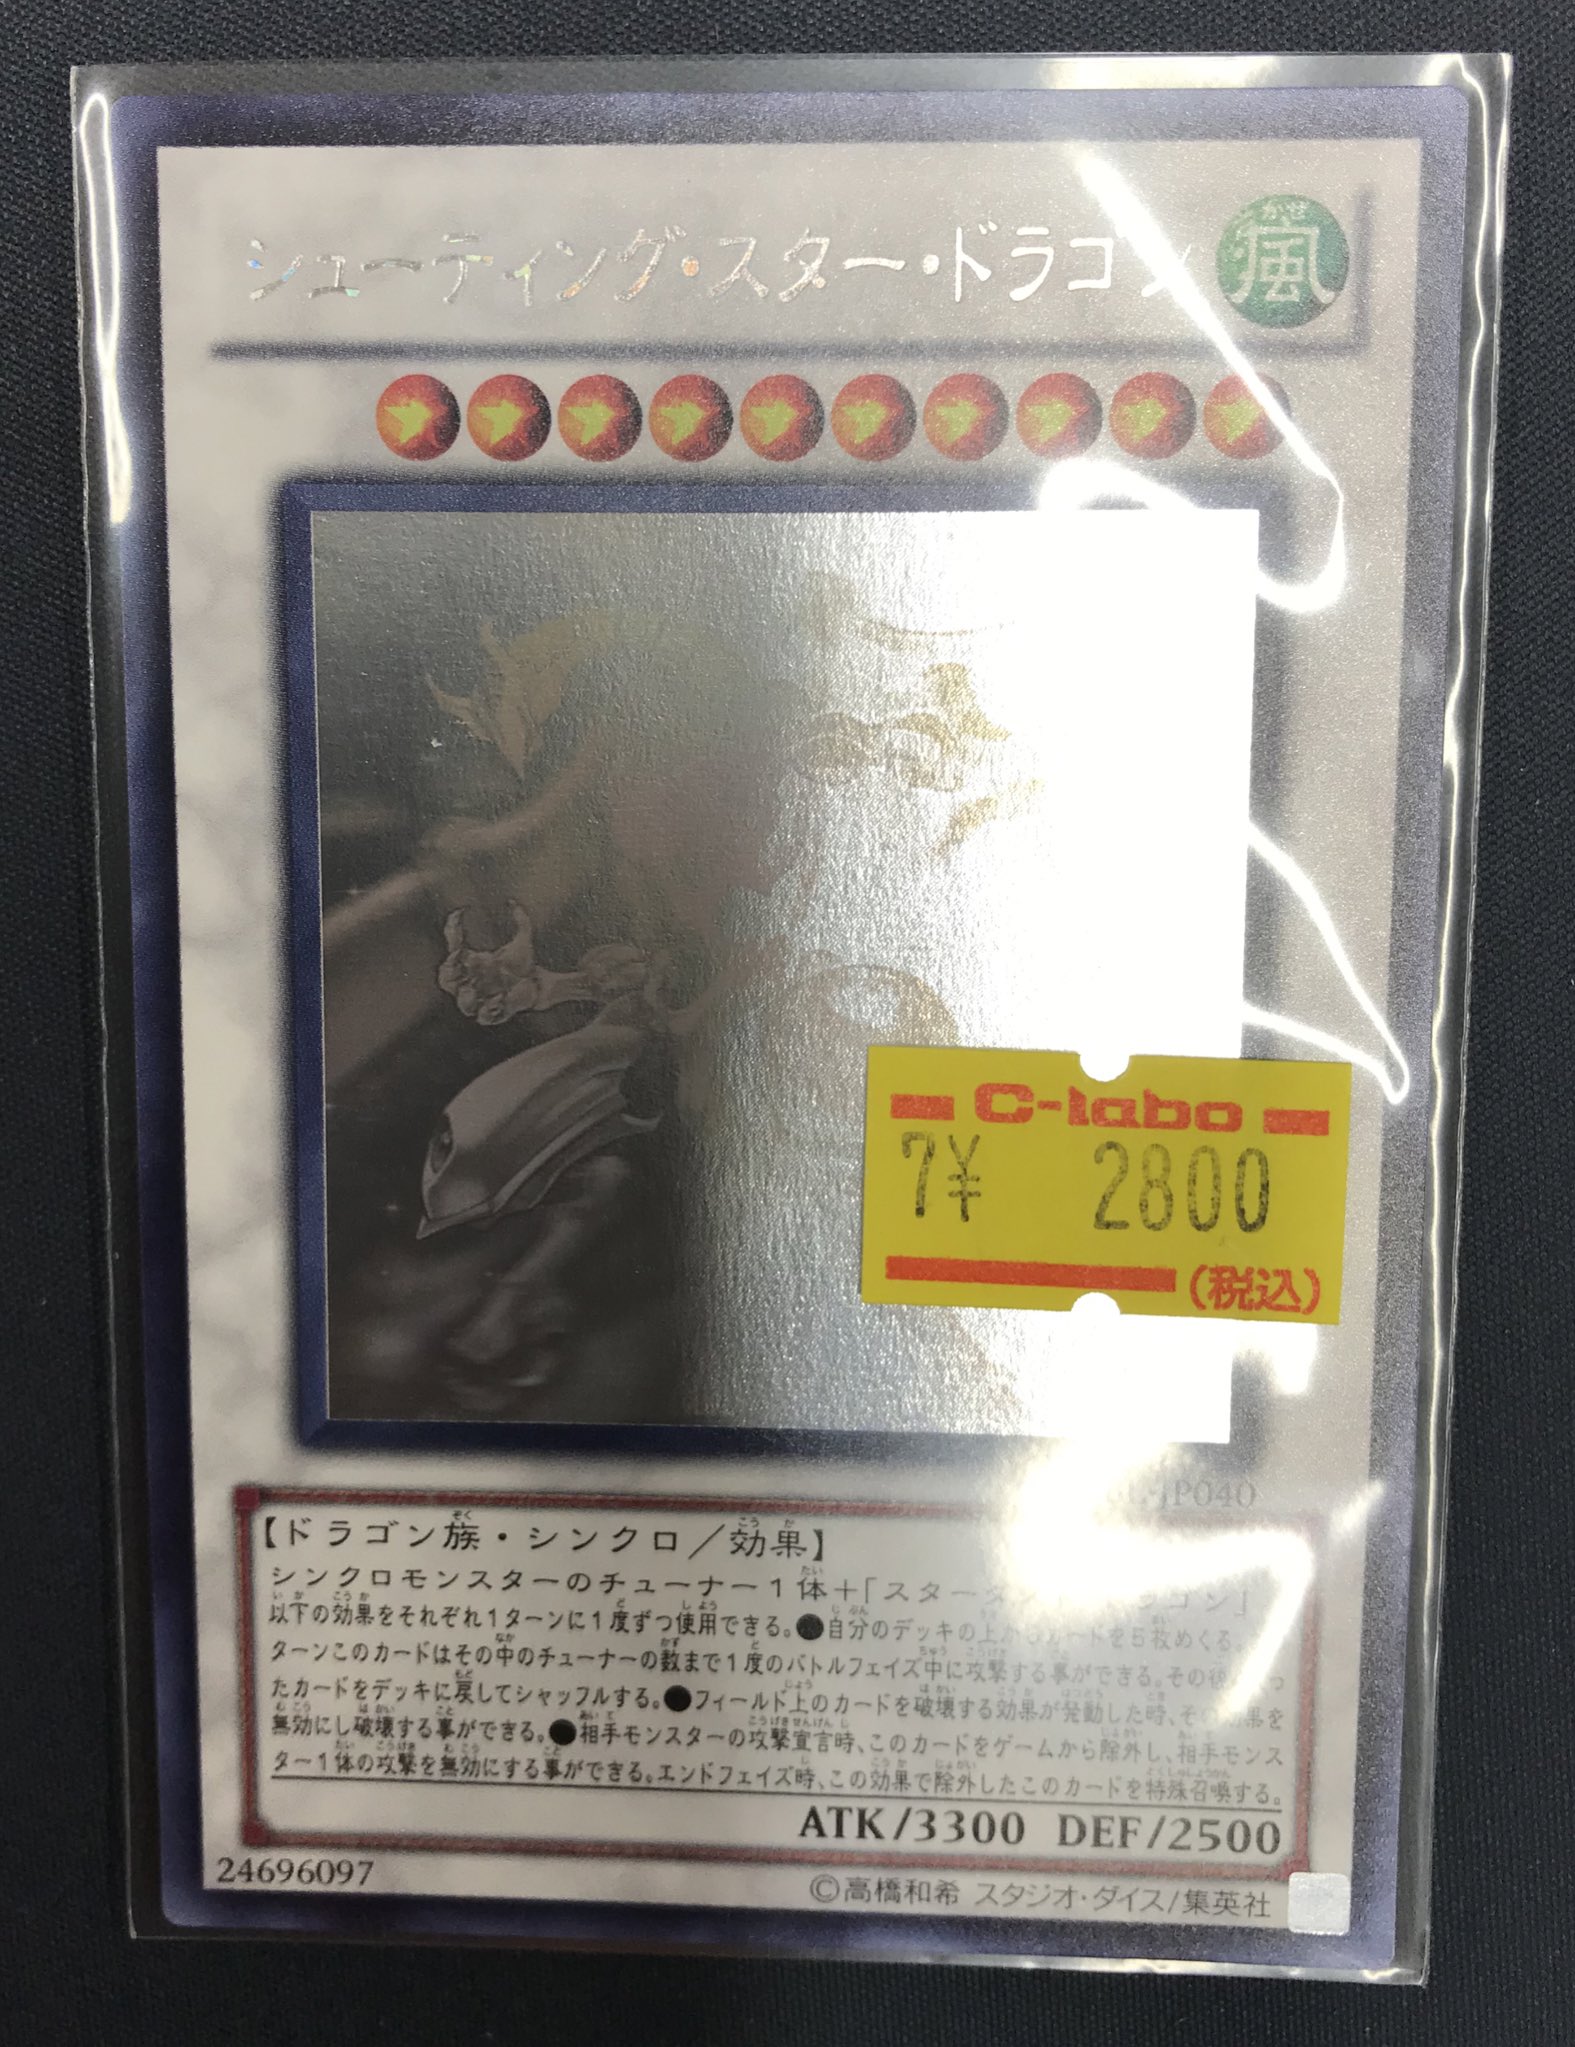 シューティング・スター・ドラゴン
かぜ
風
C-labo
7¥ 2800
(税込)
JP040
【ドラゴン族・シンクロ/効果】
シンクロモンスターのチューナー1体+「スターダスト・ドラゴン」
以下の効果をそれぞれ1ターンに1度ずつ使用できる。●自分のデッキの上からカードを5枚めくる。
ターンこのカードはその中のチューナーの数まで1度のバトルフェイズ中に攻撃する事ができる。その後
たカードをデッキに戻してシャッフルする。●フィールド上のカードを破壊する効果が発動した時、その効果を
無効にし破壊する事ができる。●相手モンスターの攻撃宣言時、このカードをゲームから除外し、相手モンス
ター1体の攻撃を無効にする事ができる。エンドフェイズ時、この効果で除外したこのカードを特殊召喚する。
ATK/3300 DEF/2500
24696097
©高橋和希 スタジオ・ダイス/集英社